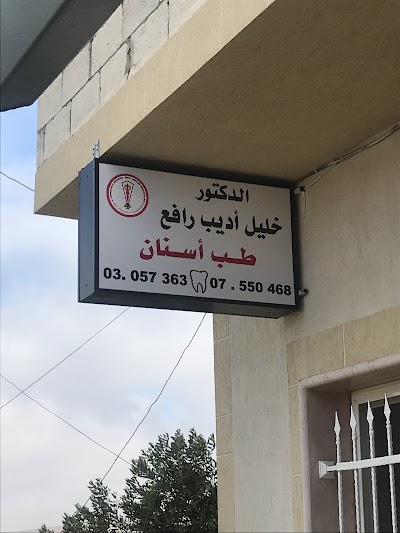 الدكتور
خليل أديب رافع
طب أسنان
03. 057 363 07 . 550 468